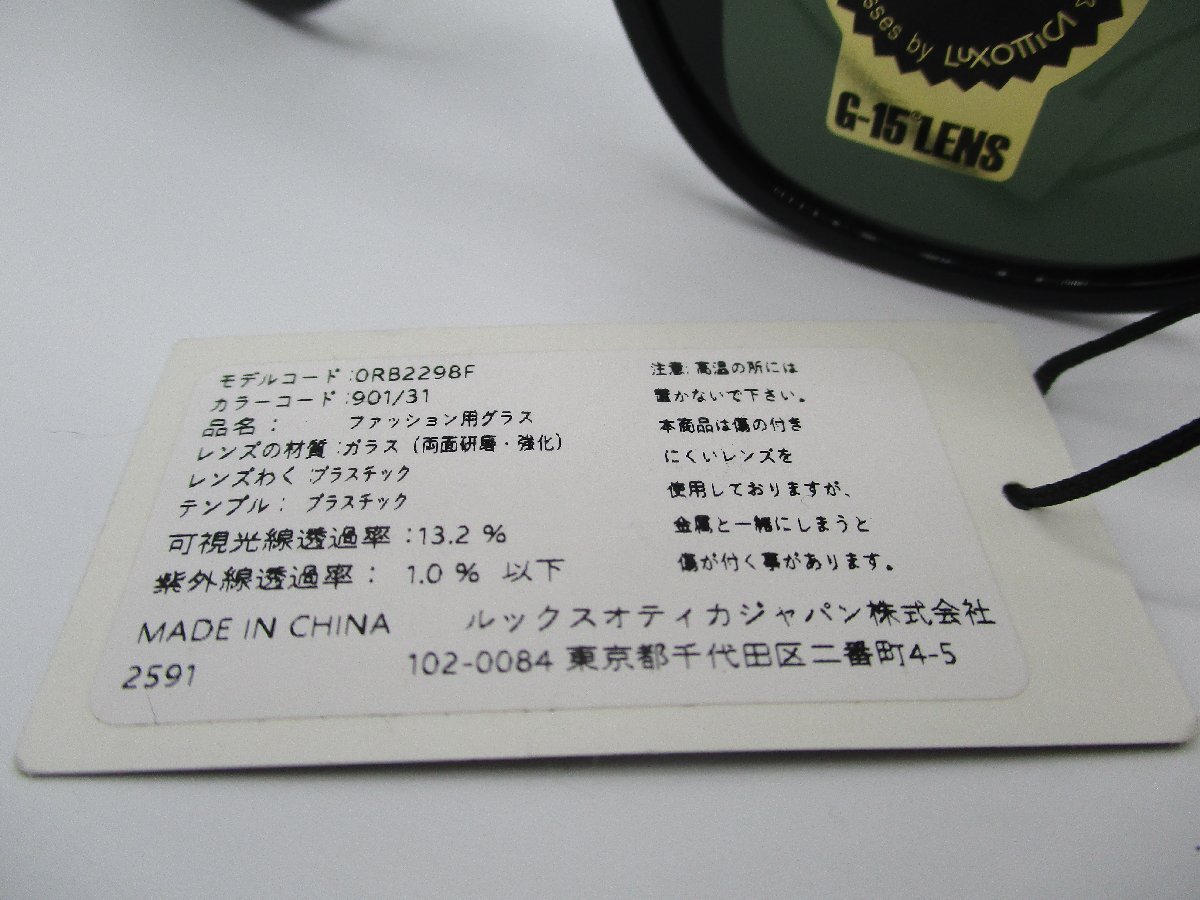 sses by LUXOTTICA ☆
G-15® LENS
モデルコード:0RB2298F
カラーコード:901/31
品名: ファッション用グラス
レンズの材質:ガラス (両面研磨・強化)
レンズわく プラスチック
テンプル: プラスチック
可視光線透過率:13.2 %
紫外線透過率: 1.0 % 以下
注意:高温の所には
置かないで下さい。
本商品は傷の付き
にくいレンズを
使用しておりますが、
金属と一緒にしまうと
傷が付く事があります。
MADE IN CHINA ルックスオティカジャパン株式会社
2591 102-0084 東京都千代田区二番町4-5